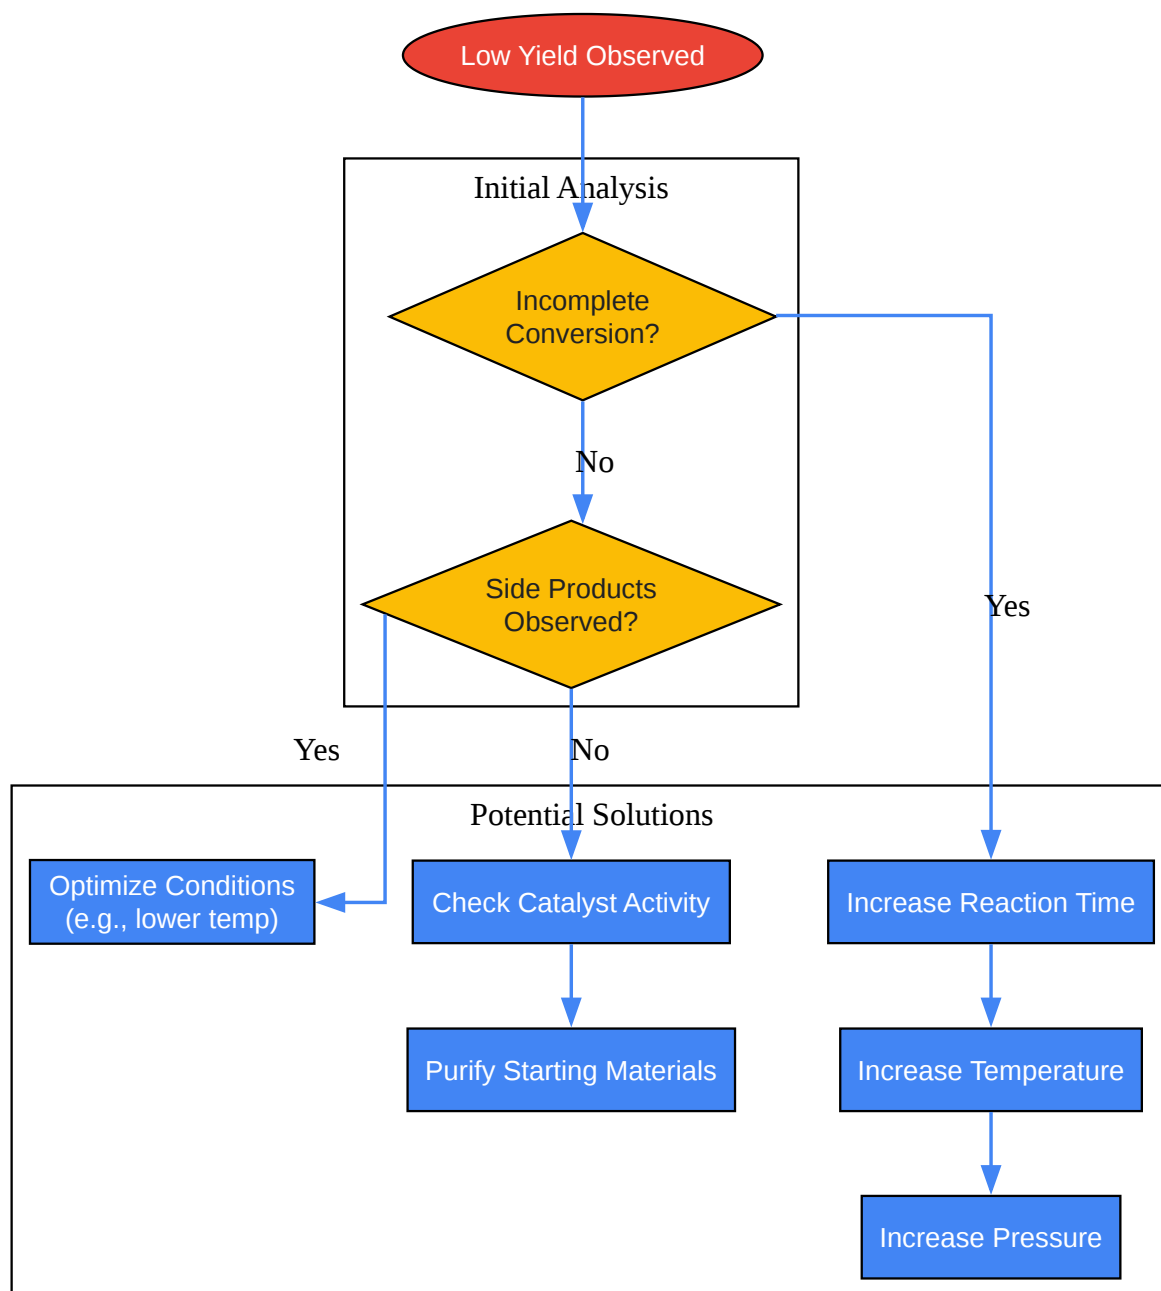 Low Yield Observed
Initial Analysis
Incomplete
Conversion?
No
Side Products
Observed?
Yes
Yes
No
Potential Solutions
Optimize Conditions
(e.g., lower temp)
Check Catalyst Activity
Increase Reaction Time
Purify Starting Materials
Increase Temperature
Increase Pressure